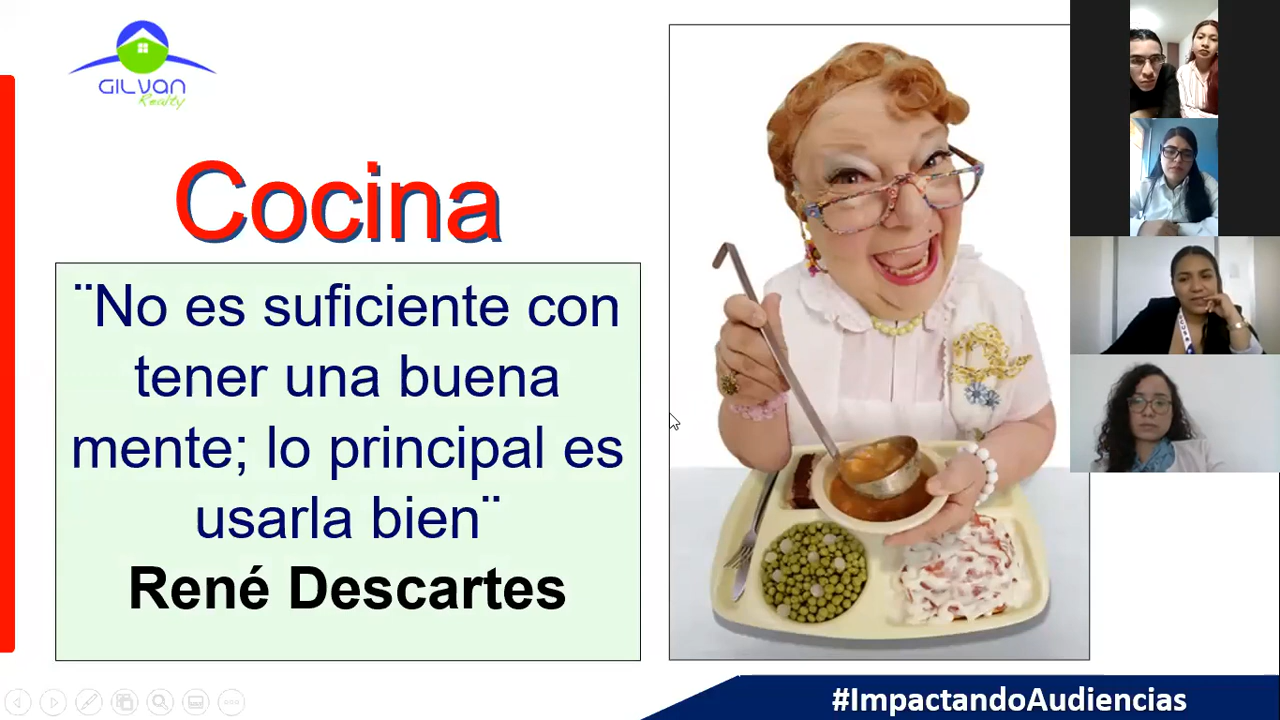 GILVAN
Realty
Cocina
¨No es suficiente con
tener una buena
mente; lo principal es
usarla bien¨
René Descartes
#ImpactandoAudiencias